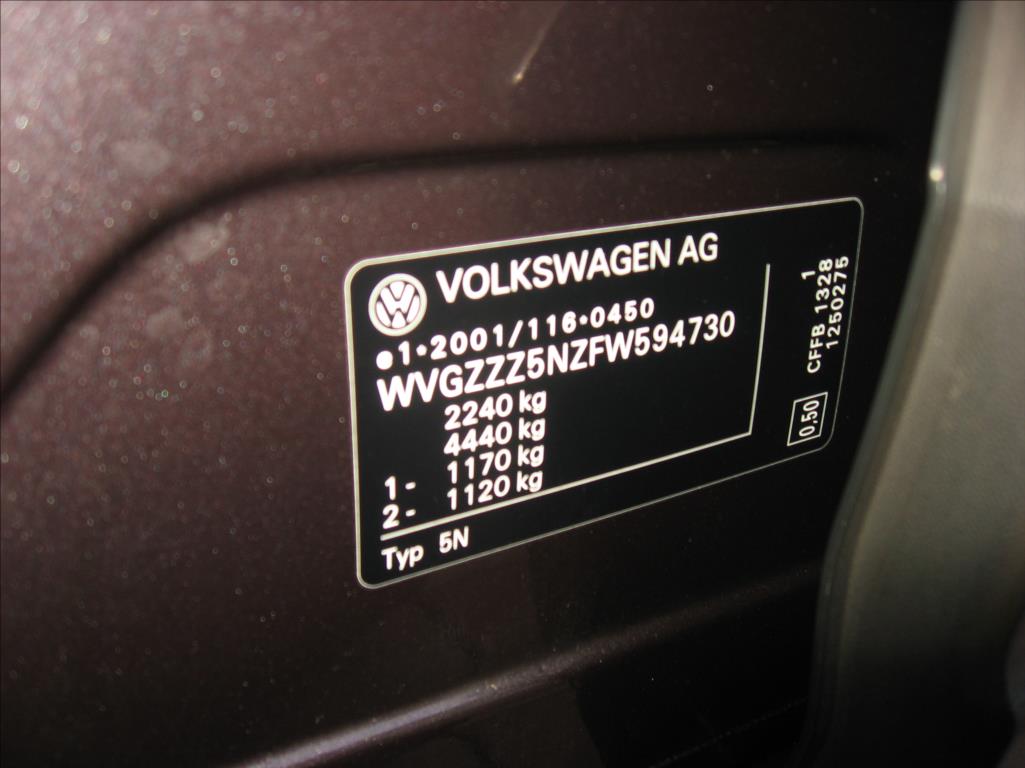 VOLKSWAGEN AG
e1*2001/116*0450
WVGZZZ5NZFW594730
2240 kg
4440 kg
1- 1170 kg
2- 1120 kg
Typ 5N
1
CFFB 1328
1250275
0,50